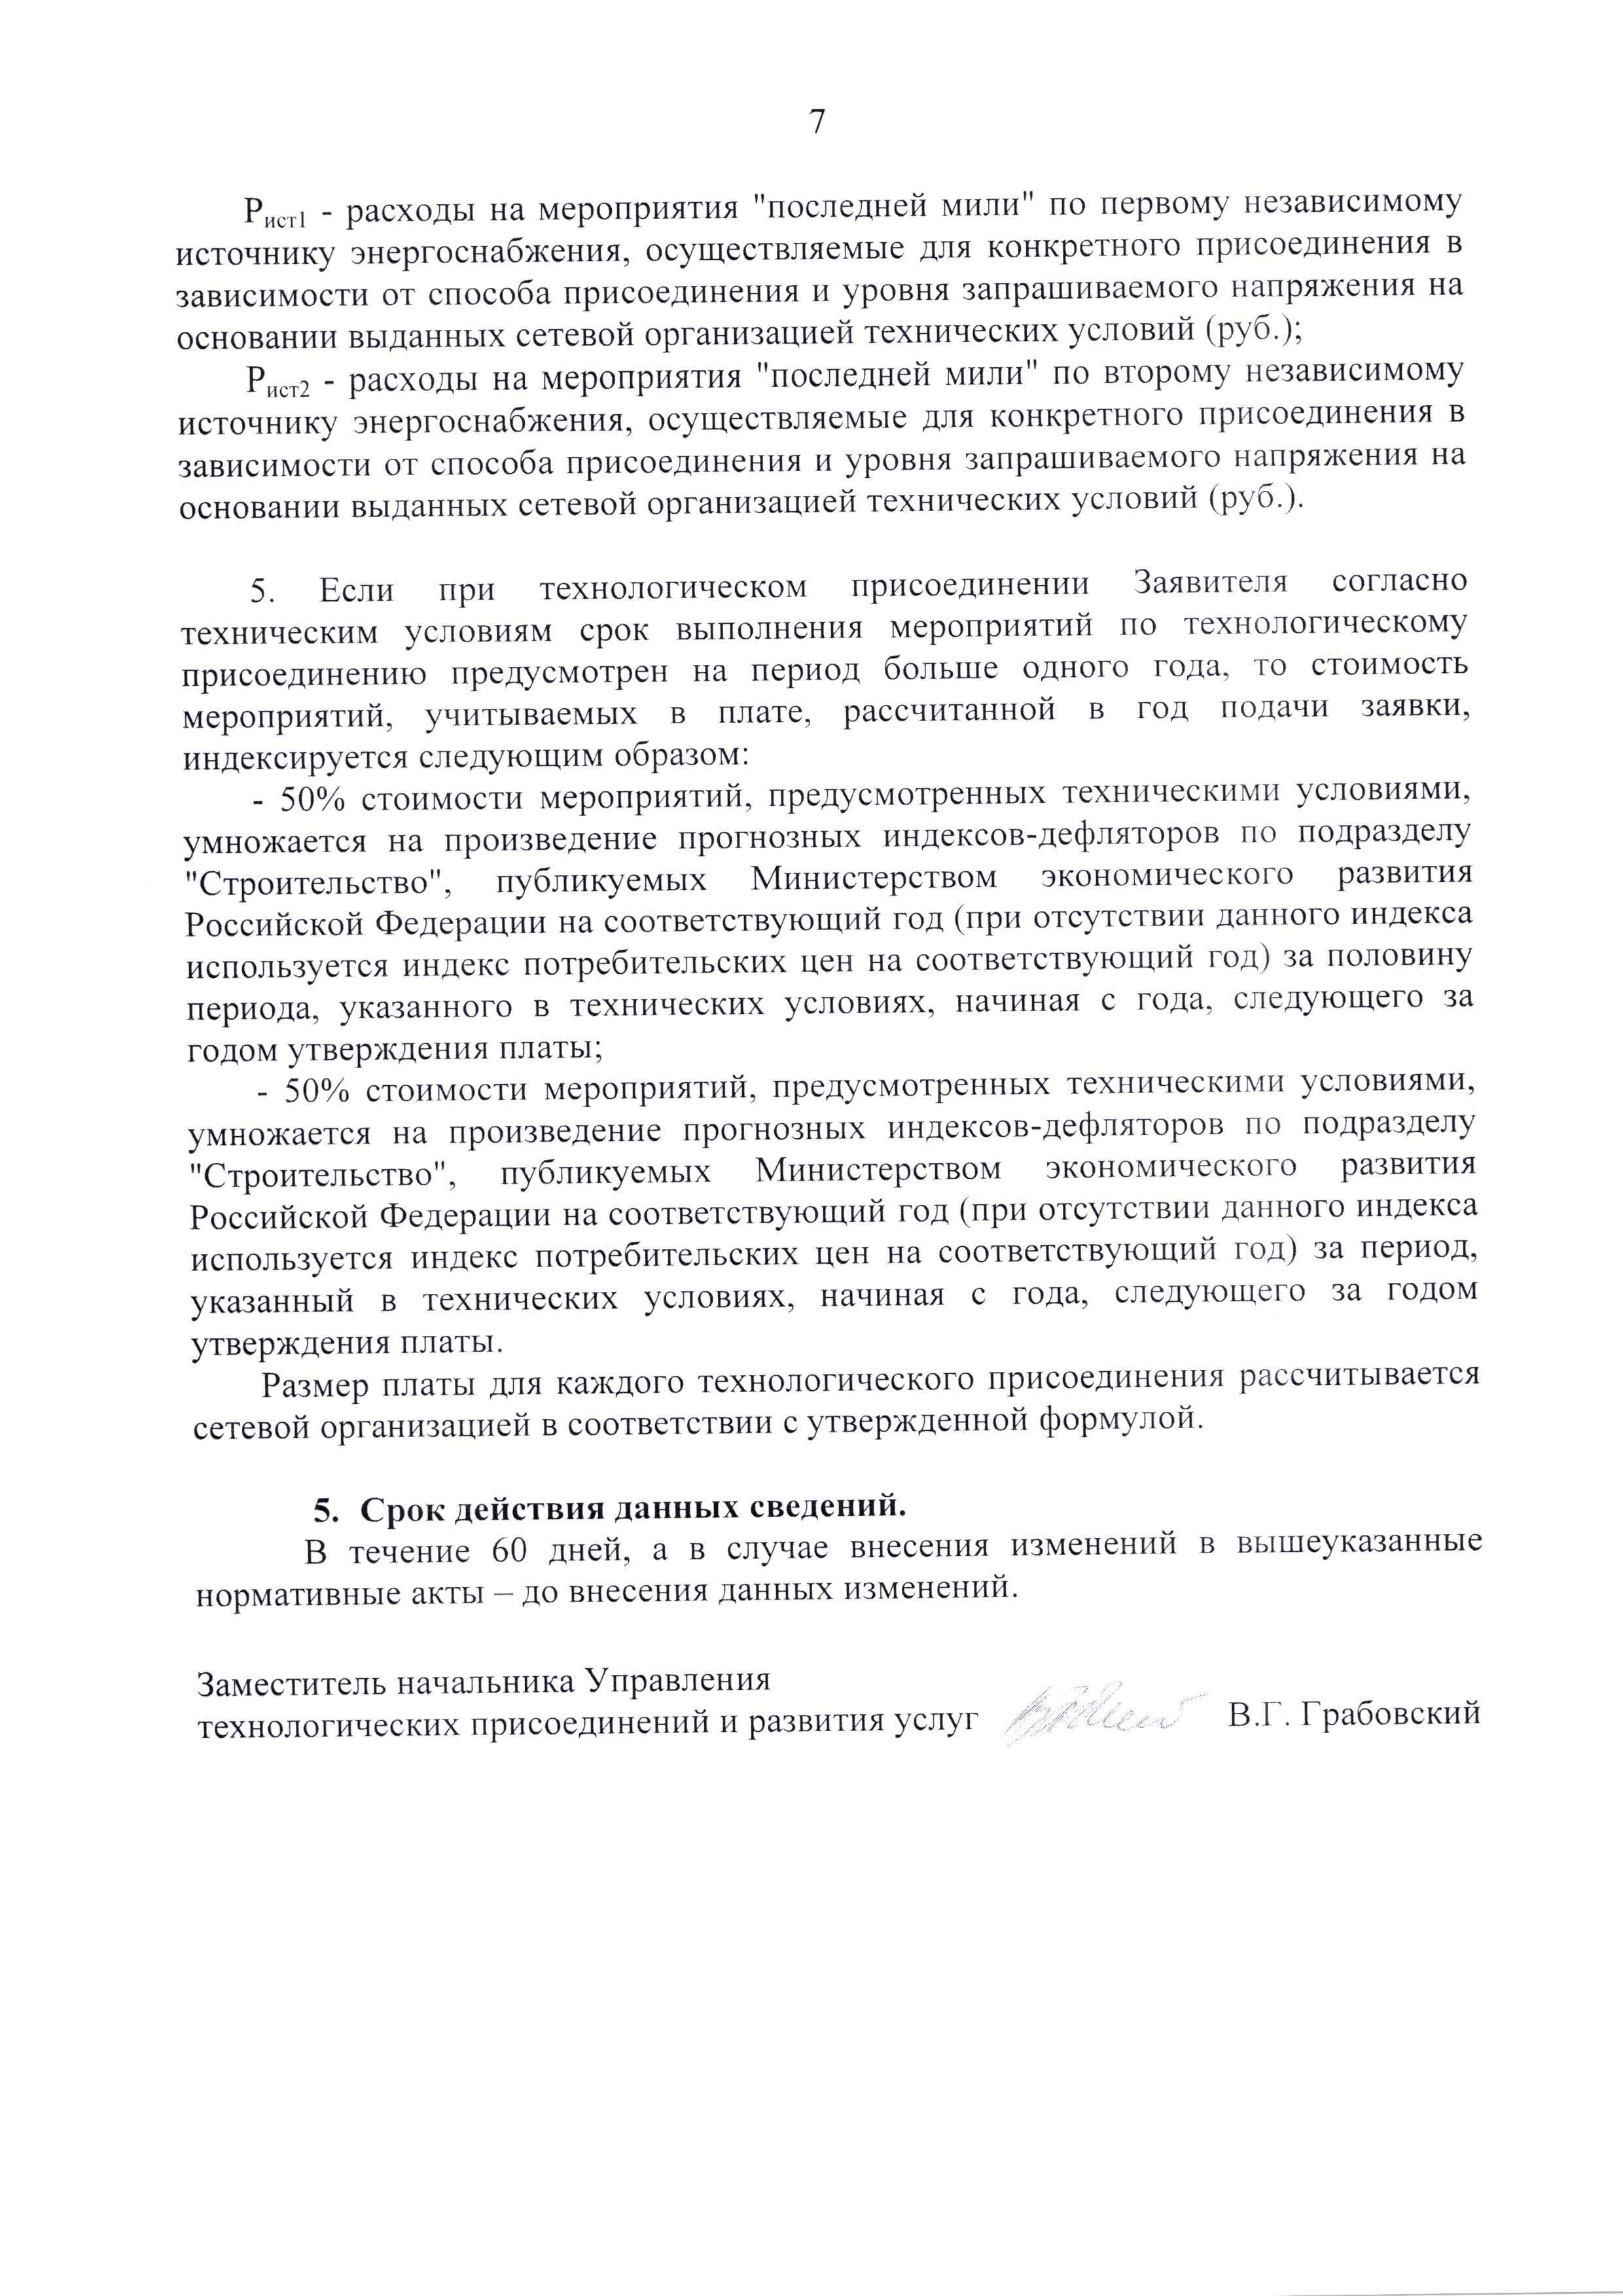 7
Рист1 - расходы на мероприятия "последней мили" по первому независимому
источнику энергоснабжения, осуществляемые для конкретного присоединения в
зависимости от способа присоединения и уровня запрашиваемого напряжения на
основании выданных сетевой организацией технических условий (руб.);
Рист2 - расходы на мероприятия "последней мили" по второму независимому
источнику энергоснабжения, осуществляемые для конкретного присоединения в
зависимости от способа присоединения и уровня запрашиваемого напряжения на
основании выданных сетевой организацией технических условий (руб.).
5. Если при технологическом присоединении Заявителя согласно
техническим условиям срок выполнения мероприятий по технологическому
присоединению предусмотрен на период больше одного года, то стоимость
мероприятий, учитываемых в плате, рассчитанной в год подачи заявки,
индексируется следующим образом:
- 50% стоимости мероприятий, предусмотренных техническими условиями,
умножается на произведение прогнозных индексов-дефляторов по подразделу
"Строительство", публикуемых Министерством экономического развития
Российской Федерации на соответствующий год (при отсутствии данного индекса
используется индекс потребительских цен на соответствующий год) за половину
периода, указанного в технических условиях, начиная с года, следующего за
годом утверждения платы;
- 50% стоимости мероприятий, предусмотренных техническими условиями,
умножается на произведение прогнозных индексов-дефляторов по подразделу
"Строительство", публикуемых Министерством экономического развития
Российской Федерации на соответствующий год (при отсутствии данного индекса
используется индекс потребительских цен на соответствующий год) за период,
указанный в технических условиях, начиная с года, следующего за годом
утверждения платы.
Размер платы для каждого технологического присоединения рассчитывается
сетевой организацией в соответствии с утвержденной формулой.
5. Срок действия данных сведений.
В течение 60 дней, а в случае внесения изменений в вышеуказанные
нормативные акты – до внесения данных изменений.
Заместитель начальника Управления
технологических присоединений и развития услуг В.Г. Грабовский